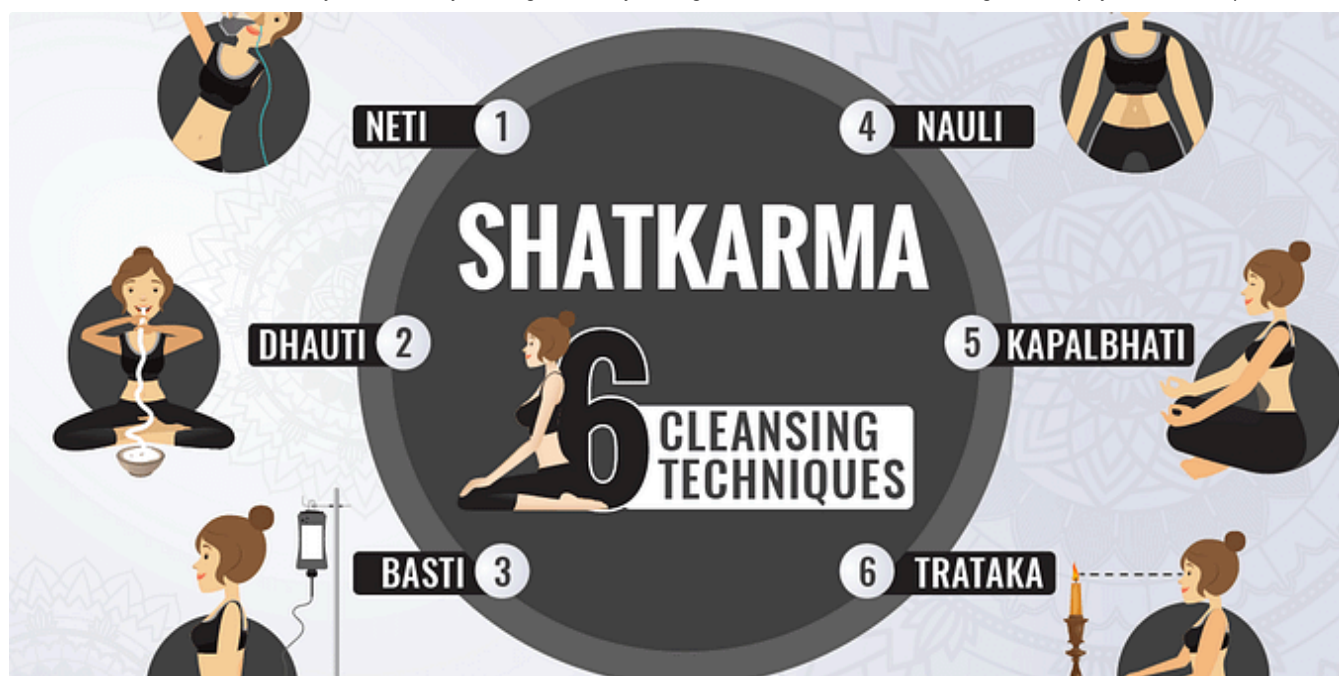 NETI 1
4 NAULI
SHATKARMA
DHAUTI 2
5 KAPALBHATI
6 CLEANSING
TECHNIQUES
BASTI 3
6 TRATAKA